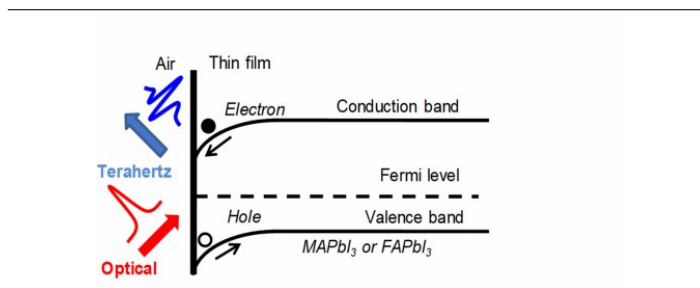 Air Thin film
Electron Conduction band
Terahertz
Fermi level
Hole Valence band
MAPbI₃ or FAPbI₃
Optical